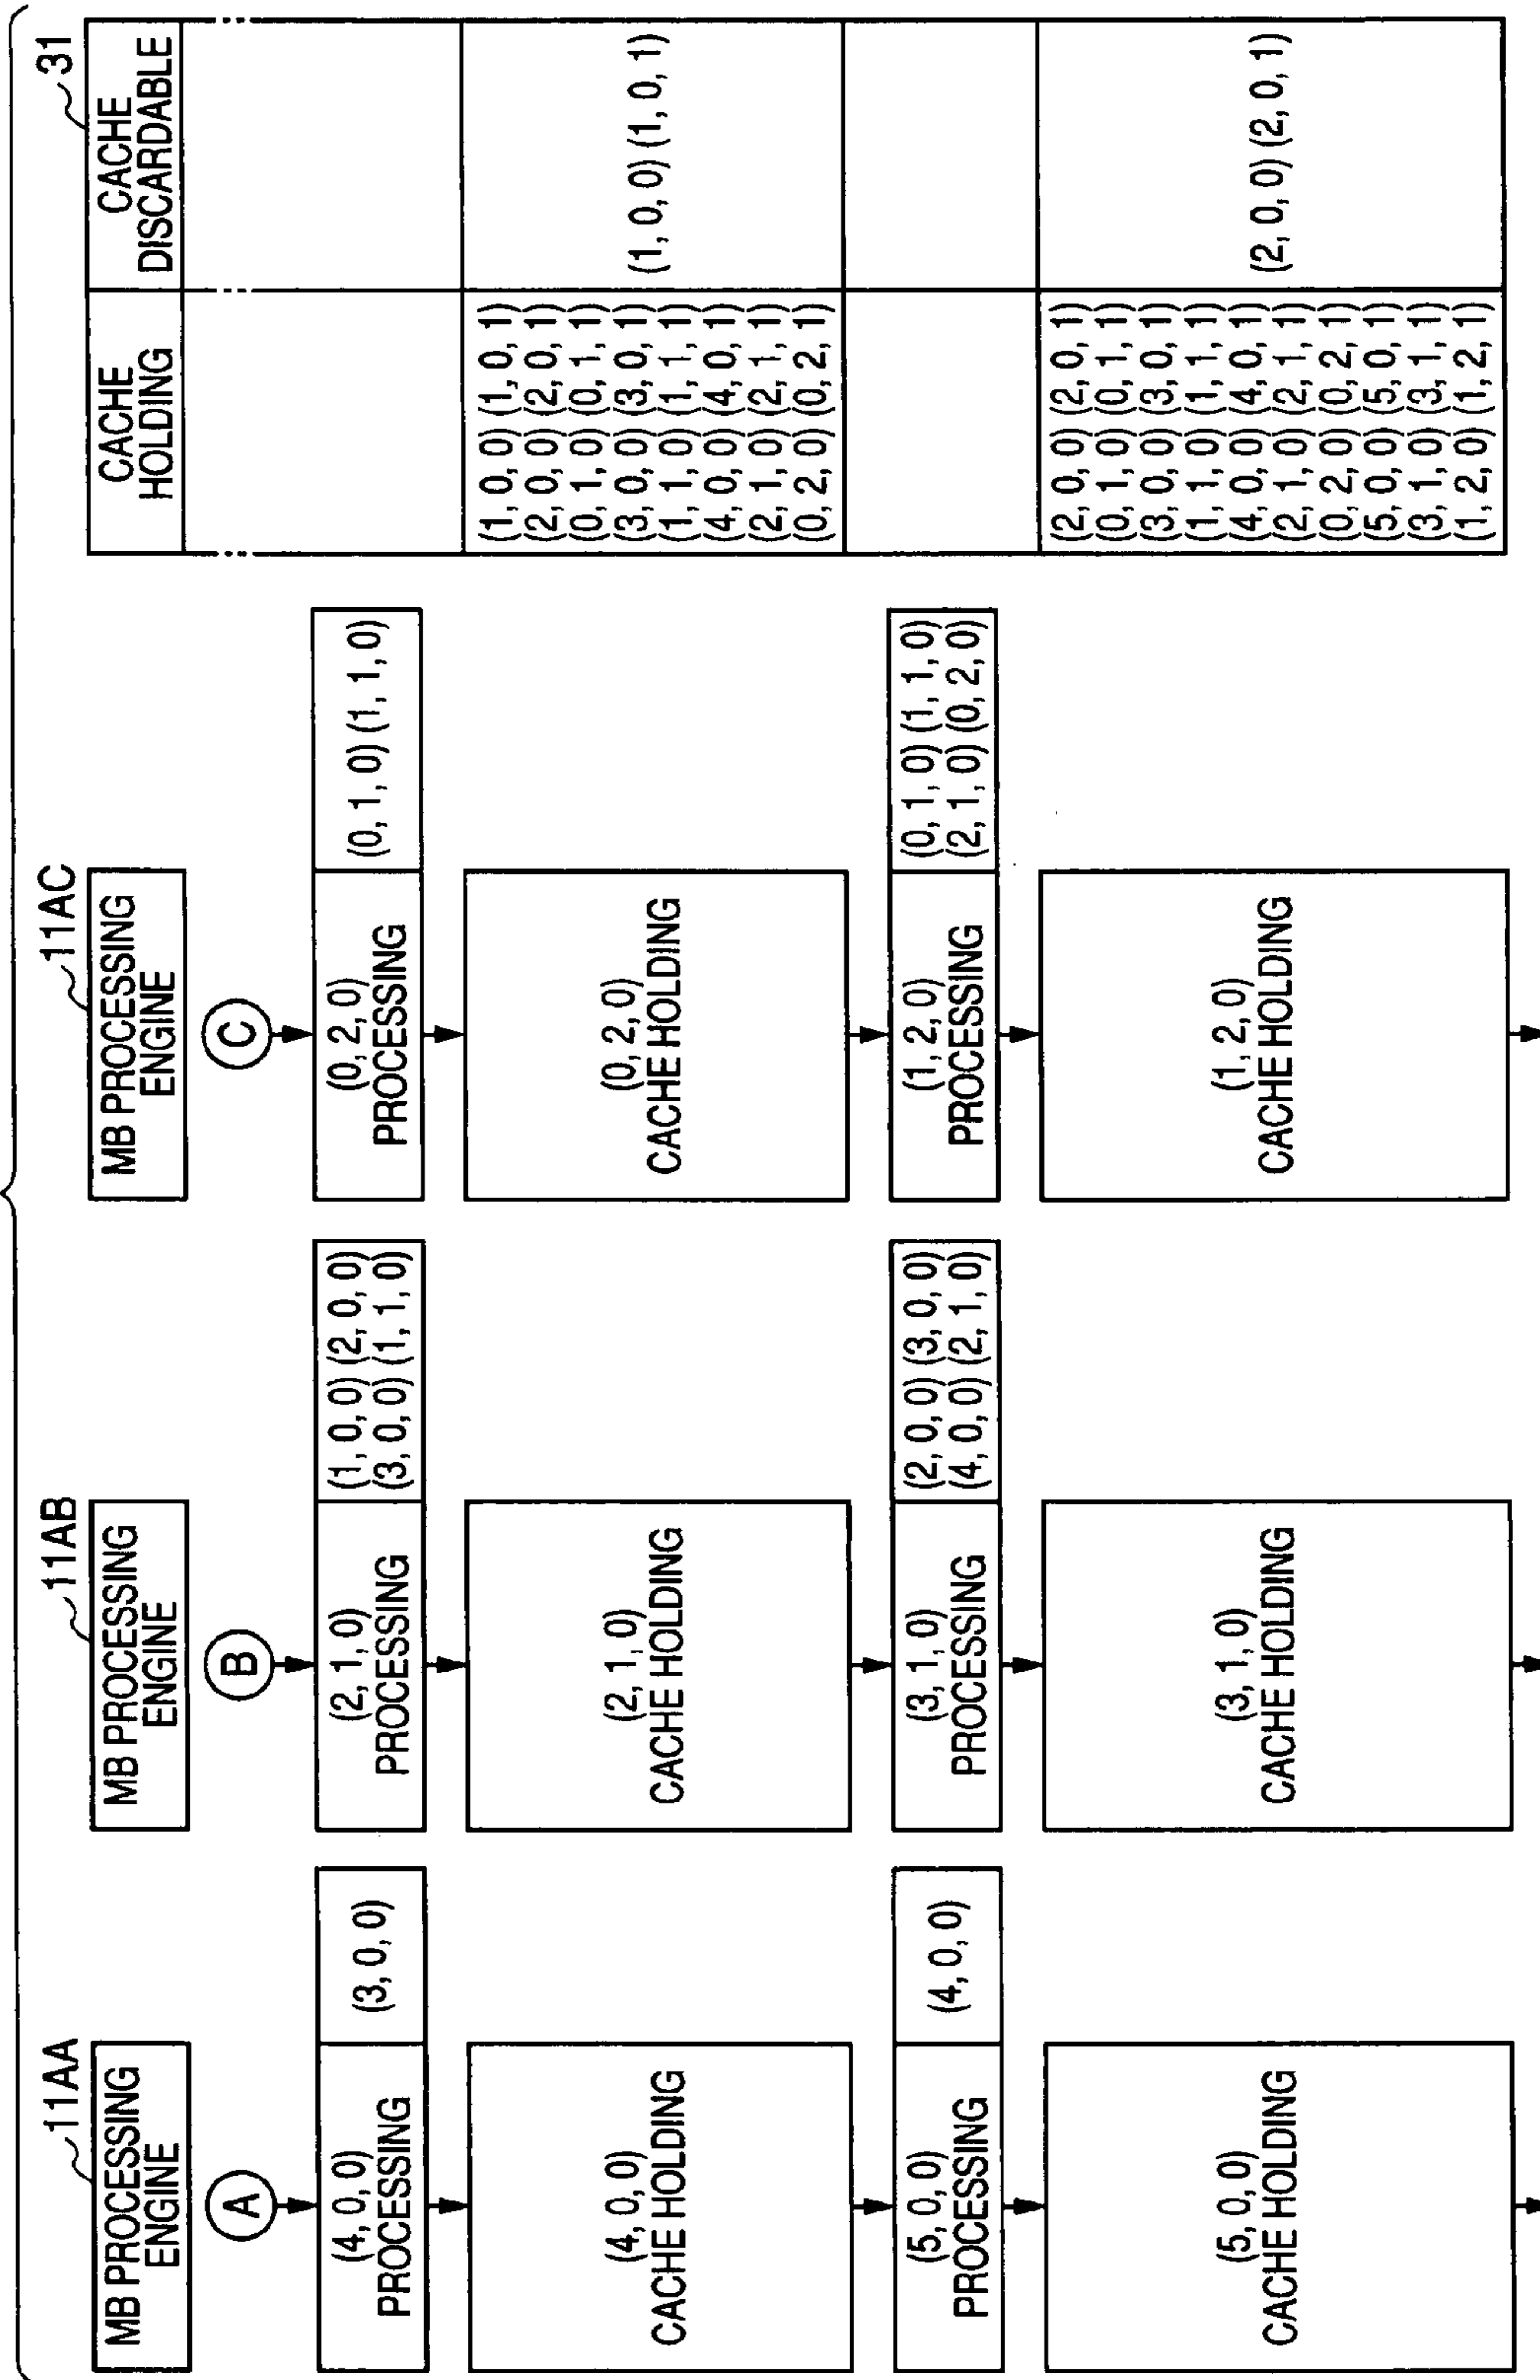 11AA
MB PROCESSING
ENGINE
A
(4, 0, 0)
PROCESSING
(3, 0, 0)
(4, 0, 0)
CACHE HOLDING
(5, 0, 0)
PROCESSING
(4, 0, 0)
(5, 0, 0)
CACHE HOLDING
11AB
MB PROCESSING
ENGINE
B
(2, 1, 0)
PROCESSING
(1, 0, 0) (2, 0, 0)
(3, 0, 0) (1, 1, 0)
(2, 1, 0)
CACHE HOLDING
(3, 1, 0)
PROCESSING
(2, 0, 0) (3, 0, 0)
(4, 0, 0) (2, 1, 0)
(3, 1, 0)
CACHE HOLDING
11AC
MB PROCESSING
ENGINE
C
(0, 2, 0)
PROCESSING
(0, 1, 0) (1, 1, 0)
(0, 2, 0)
CACHE HOLDING
(1, 2, 0)
PROCESSING
(0, 1, 0) (1, 1, 0)
(2, 1, 0) (0, 2, 0)
(1, 2, 0)
CACHE HOLDING
31
CACHE
HOLDING
CACHE
DISCARDABLE
(1, 0, 0) (1, 0, 1)
(2, 0, 0) (2, 0, 1)
(0, 1, 0) (0, 1, 1)
(3, 0, 0) (3, 0, 1)
(1, 1, 0) (1, 1, 1)
(4, 0, 0) (4, 0, 1)
(2, 1, 0) (2, 1, 1)
(0, 2, 0) (0, 2, 1)
(1, 0, 0) (1, 0, 1)
(2, 0, 0) (2, 0, 1)
(0, 1, 0) (0, 1, 1)
(3, 0, 0) (3, 0, 1)
(1, 1, 0) (1, 1, 1)
(4, 0, 0) (4, 0, 1)
(2, 1, 0) (2, 1, 1)
(0, 2, 0) (0, 2, 1)
(5, 0, 0) (5, 0, 1)
(3, 1, 0) (3, 1, 1)
(1, 2, 0) (1, 2, 1)
(2, 0, 0) (2, 0, 1)